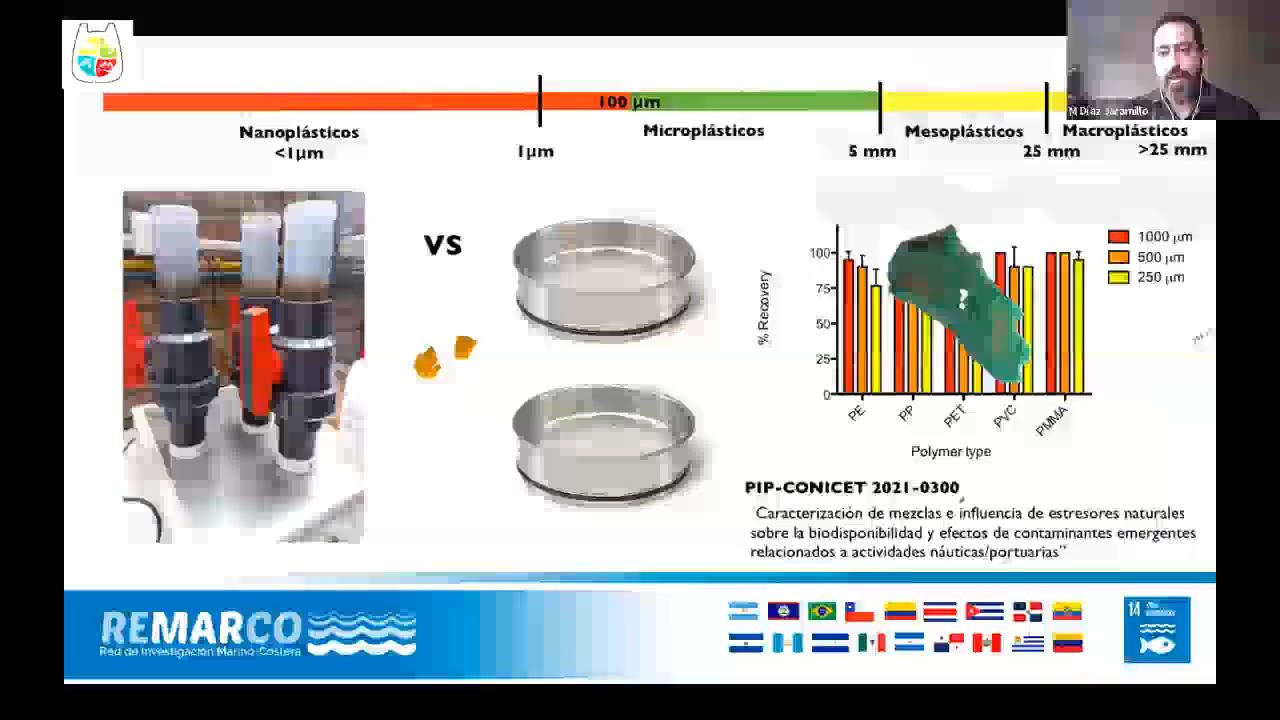 M Díaz Jaramillo
100 µm
Nanoplásticos
<1µm
1µm
Microplásticos
5 mm
Mesoplásticos
25 mm
Macroplásticos
>25 mm
VS
% Recovery
100
75
50
25
0
?
PE
PP
PET
PVC
PMMA
Polymer type
1000 µm
500 µm
250 µm
PIP-CONICET 2021-0300
"Caracterización de mezclas e influencia de estresores naturales
sobre la biodisponibilidad y efectos de contaminantes emergentes
relacionados a actividades náuticas/portuarias"
REMARCO
Red de Investigación Marino-Costera
14